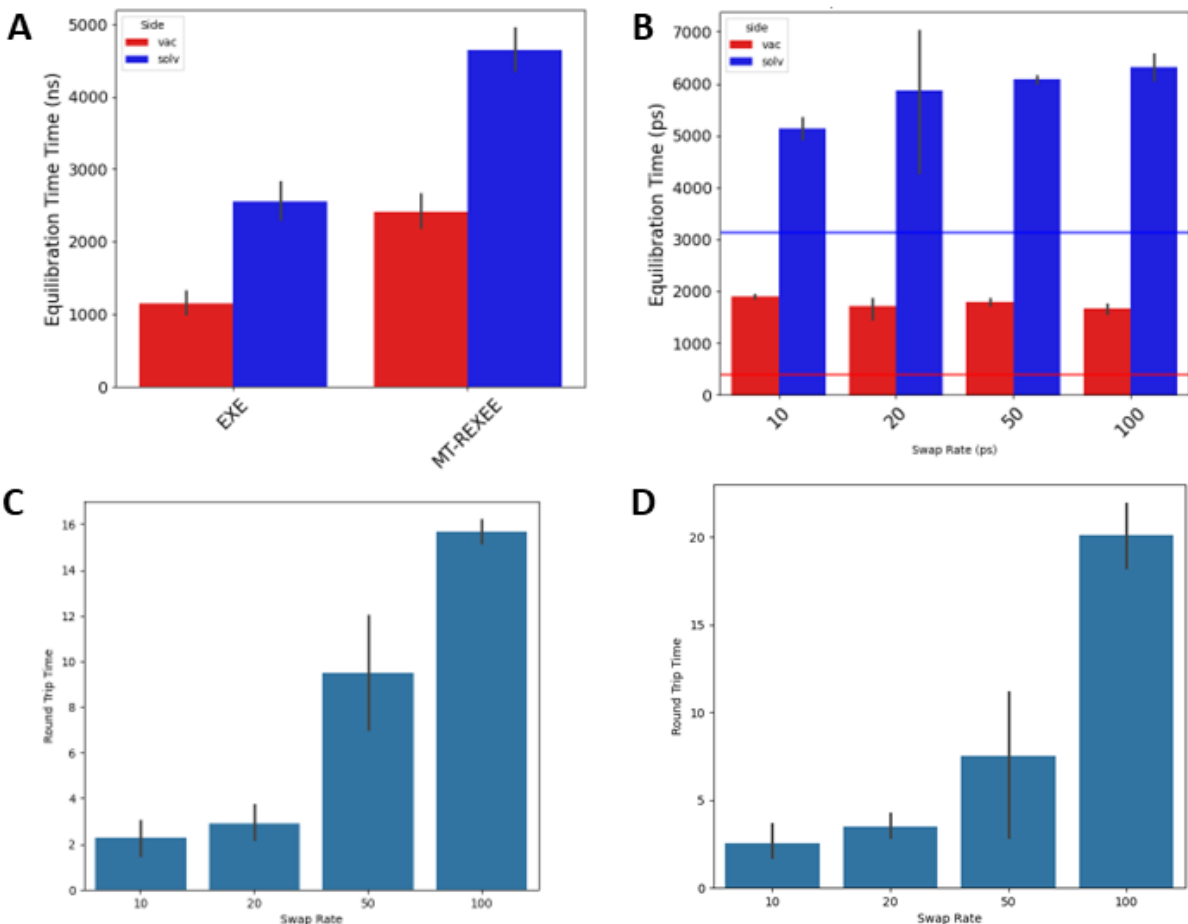 A
Side
vac
solv
Equilibration Time Time (ns)
5000
4000
3000
2000
1000
0
EXE
MT-REXEE
B
side
vac
solv
Equilibration Time (ps)
7000
6000
5000
4000
3000
2000
1000
0
10
20
50
100
Swap Rate (ps)
C
Round Trip Time
16
14
12
10
8
6
4
2
0
10
20
50
100
Swap Rate
D
Round Trip Time
20
15
10
5
0
10
20
50
100
Swap Rate